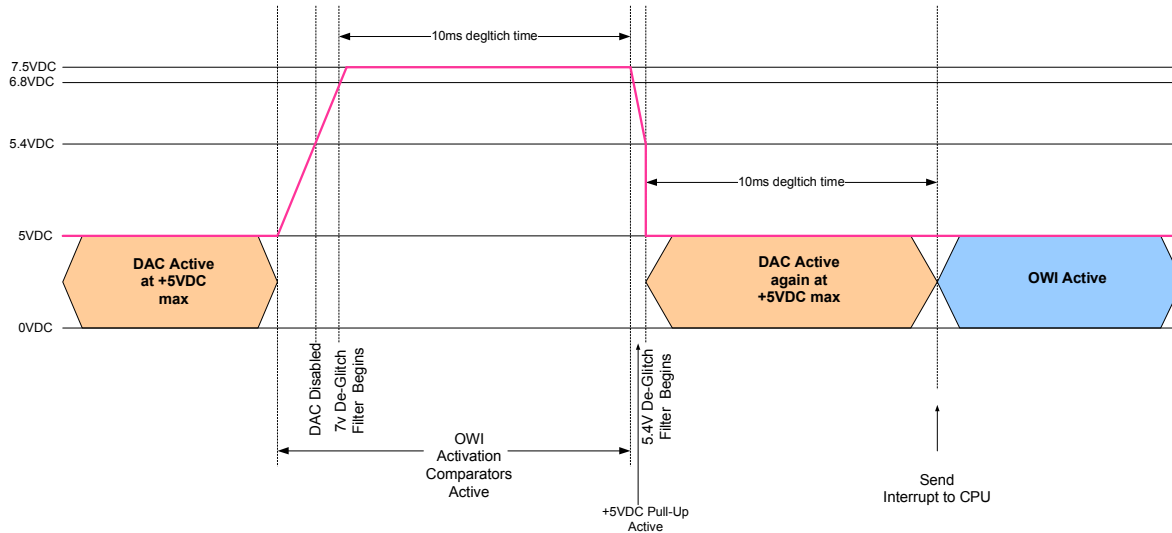 10ms degltich time
7.5VDC
6.8VDC
5.4VDC
10ms degltich time
5VDC
DAC Active
at +5VDC
max
DAC Active
again at
+5VDC max
OWI Active
0VDC
DAC Disabled
7v De-Glitch
Filter Begins
5.4V De-Glitch
Filter Begins
OWI
Activation
Comparators
Active
+5VDC Pull-Up
Active
Send
Interrupt to CPU